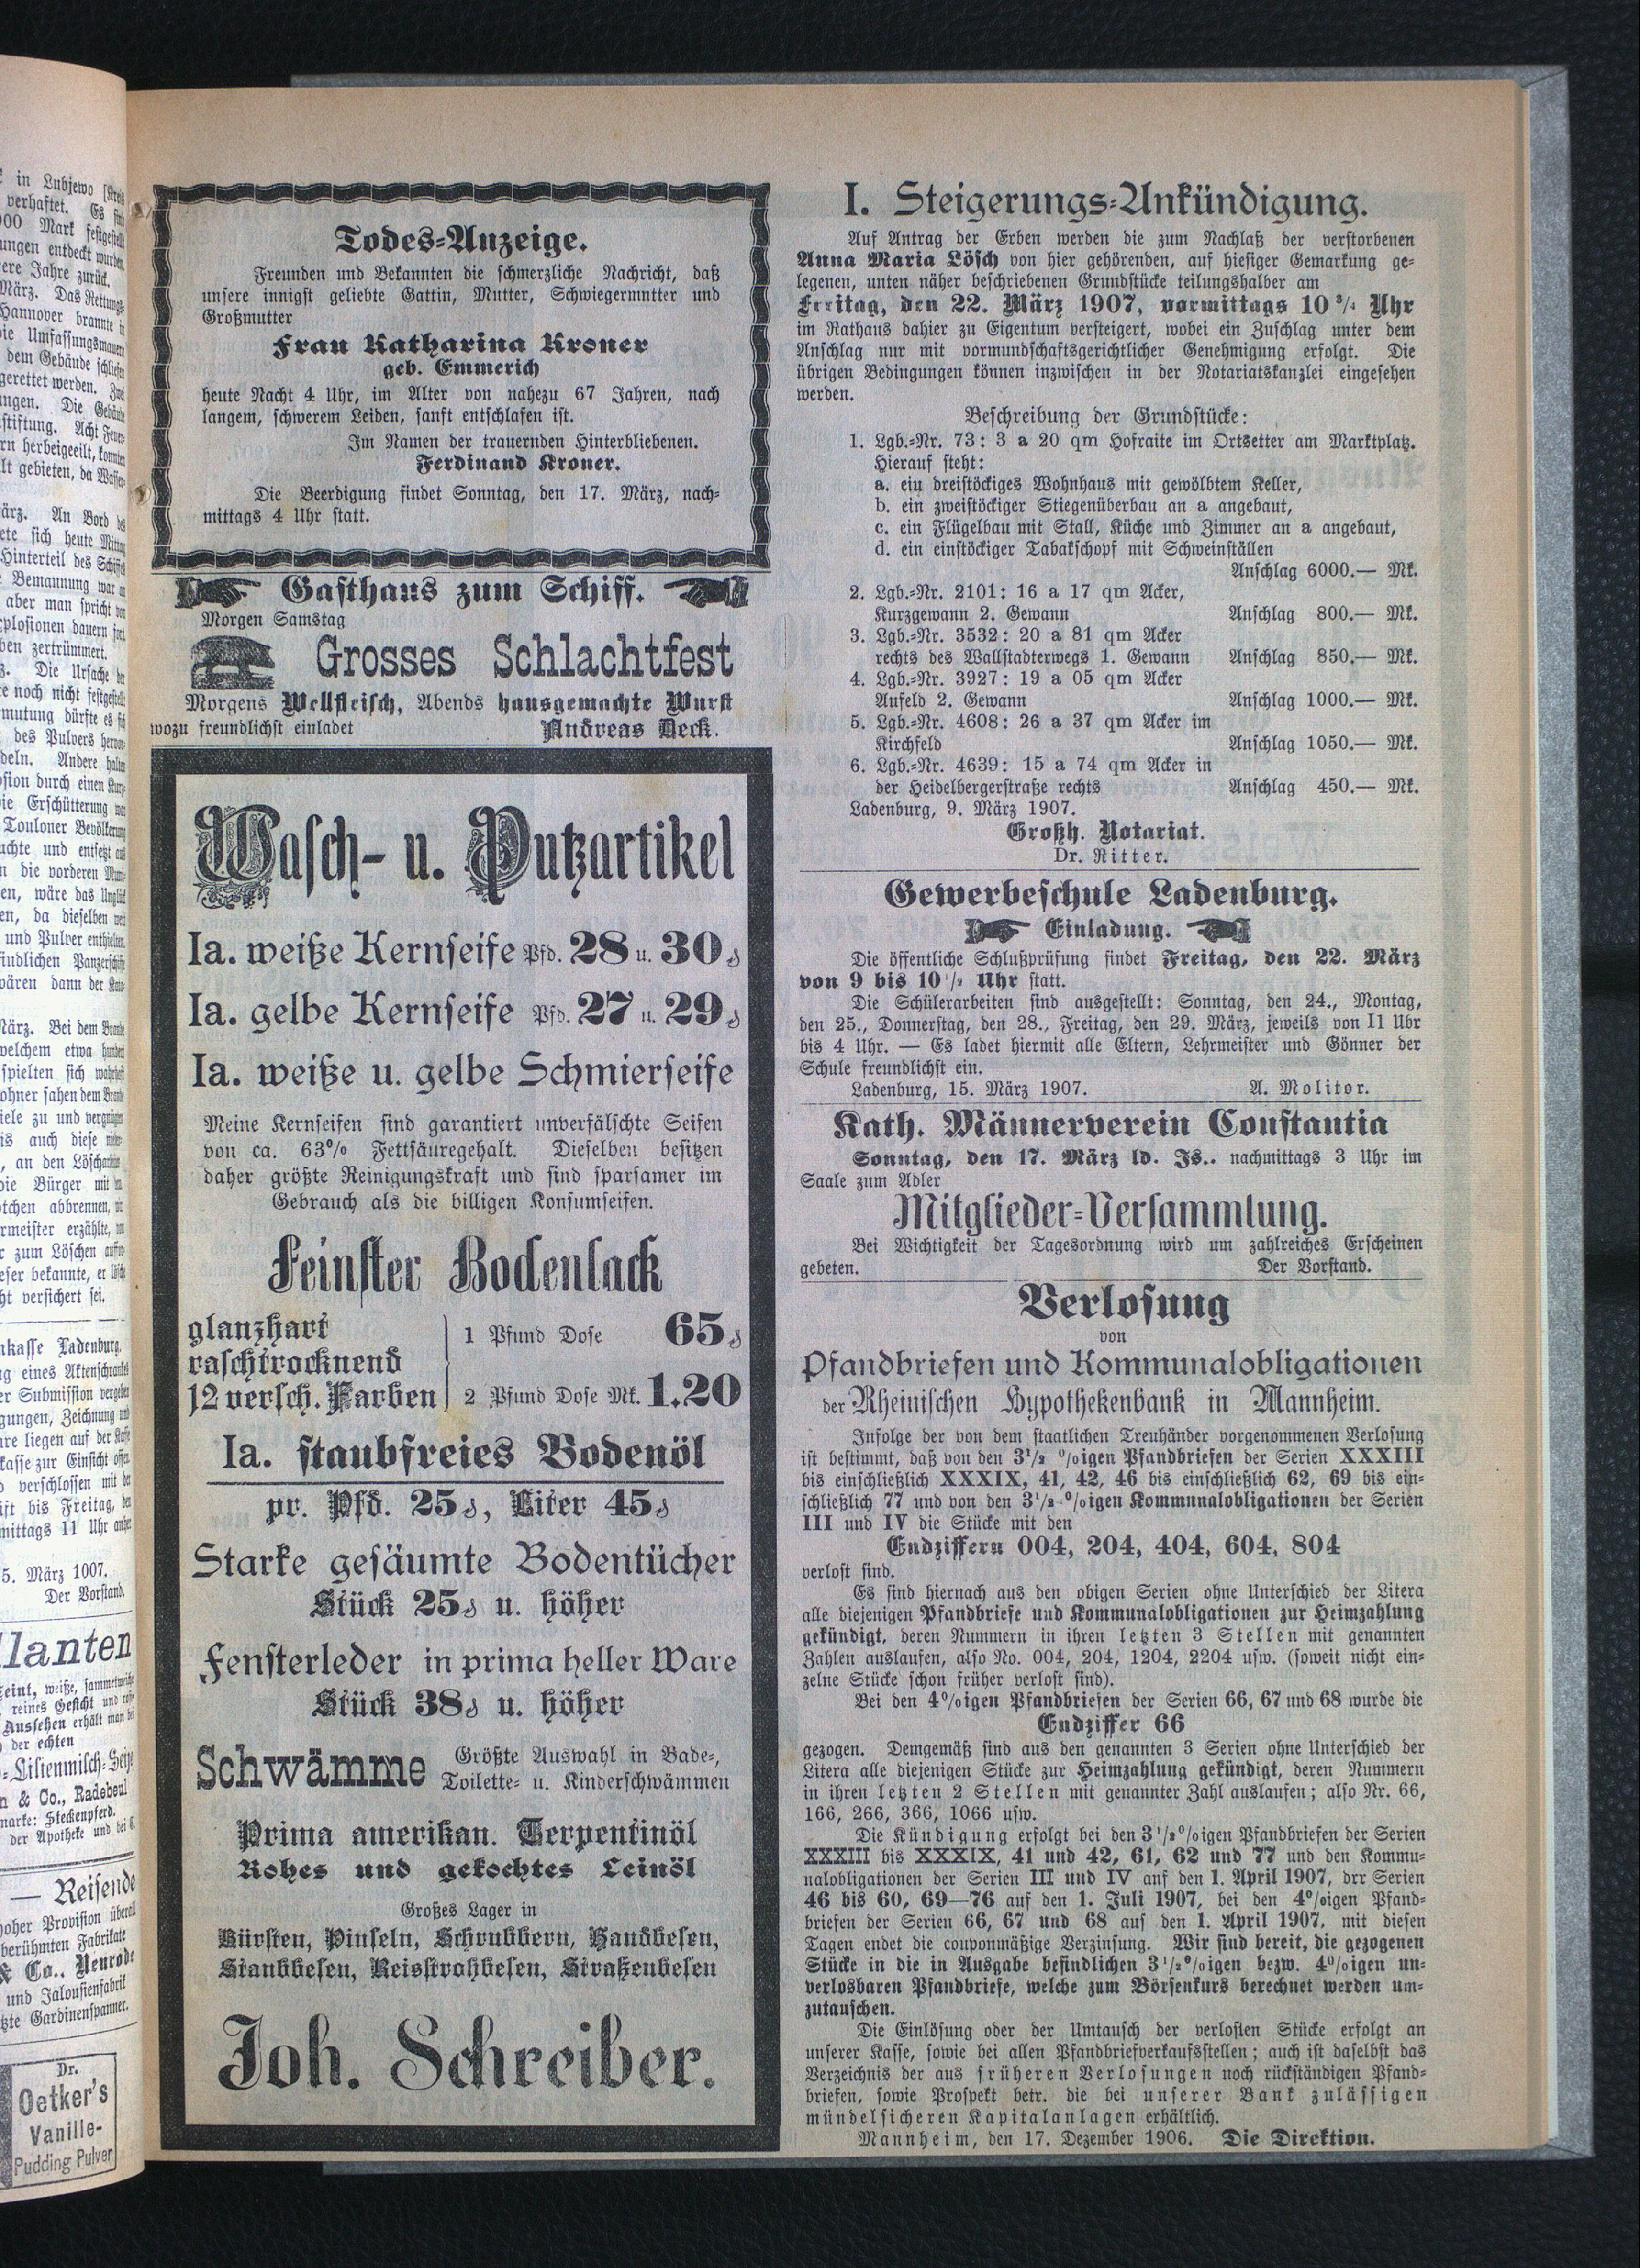 Todes-Anzeige.
Freunden und Bekannten die schmerzliche Nachricht, daß
unsere innigst geliebte Gattin, Mutter, Schwiegermutter und
Großmutter
Frau Katharina Kroner
geb. Emmerich
heute Nacht 4 Uhr, im Alter von nahezu 67 Jahren, nach
langem, schwerem Leiden, sanft entschlafen ist.
Im Namen der trauernden Hinterbliebenen.
Ferdinand Kroner.
Die Beerdigung findet Sonntag, den 17. März, nach-
mittags 4 Uhr statt.
Gasthaus zum Schiff.
Morgen Samstag
Grosses Schlachtfest
Morgens Wellfleisch, Abends hausgemachte Wurst
wozu freundlichst einladet
Andreas Deck.
Wasch- u. Putzartikel
Ia. weiße Kernseife Pfd. 28 u. 30 ₰
Ia. gelbe Kernseife Pfd. 27 u. 29 ₰
Ia. weiße u. gelbe Schmierseife
Meine Kernseifen sind garantiert unverfälschte Seifen
von ca. 63% Fettsäuregehalt. Dieselben besitzen
daher größte Reinigungskraft und sind sparsamer im
Gebrauch als die billigen Konsumseifen.
Feinster Bodenlack
glanzhart
raschtrocknend
12 versch. Farben
1 Pfund Dose 65 ₰
2 Pfund Dose Mk. 1.20
Ia. staubfreies Bodenöl
pr. Pfd. 25 ₰, Liter 45 ₰
Starke gesäumte Bodentücher
Stück 25 ₰ u. höher
Fensterleder in prima heller Ware
Stück 38 ₰ u. höher
Schwämme
Größte Auswahl in Bade-,
Toilette- u. Kinderschwämmen
Prima amerikan. Terpentinöl
Rohes und gekochtes Leinöl
Großes Lager in
Bürsten, Pinseln, Schrubbern, Handbesen,
Staubbesen, Reisstrohbesen, Straßenbesen
Joh. Schreiber.
I. Steigerungs-Ankündigung.
Auf Antrag der Erben werden die zum Nachlaß der verstorbenen
Anna Maria Lösch von hier gehörenden, auf hiesiger Gemarkung ge-
legenen, unten näher beschriebenen Grundstücke teilungshalber am
Freitag, den 22. März 1907, vormittags 10 3/4 Uhr
im Rathaus dahier zu Eigentum versteigert, wobei ein Zuschlag unter dem
Anschlag nur mit vormundschaftsgerichtlicher Genehmigung erfolgt. Die
übrigen Bedingungen können inzwischen in der Notariatskanzlei eingesehen
werden.
Beschreibung der Grundstücke:
1. Lgb.-Nr. 73: 3 a 20 qm Hofraite im Ortsetter am Marktplatz.
Hierauf steht:
a. ein dreistöckiges Wohnhaus mit gewölbtem Keller,
b. ein zweistöckiger Stiegenüberbau an a angebaut,
c. ein Flügelbau mit Stall, Küche und Zimmer an a angebaut,
d. ein einstöckiger Tabakschopf mit Schweinställen
Anschlag 6000.— Mk.
2. Lgb.-Nr. 2101: 16 a 17 qm Acker,
Kurzgewann 2. Gewann Anschlag 800.— Mk.
3. Lgb.-Nr. 3532: 20 a 81 qm Acker
rechts des Wallstadterwegs 1. Gewann Anschlag 850.— Mk.
4. Lgb.-Nr. 3927: 19 a 05 qm Acker
Aufeld 2. Gewann Anschlag 1000.— Mk.
5. Lgb.-Nr. 4608: 26 a 37 qm Acker im
Kirchfeld Anschlag 1050.— Mk.
6. Lgb.-Nr. 4639: 15 a 74 qm Acker in
der Heidelbergerstraße rechts Anschlag 450.— Mk.
Ladenburg, 9. März 1907.
Großh. Notariat.
Dr. Ritter.
Gewerbeschule Ladenburg.
Einladung.
Die öffentliche Schlußprüfung findet Freitag, den 22. März
von 9 bis 10 1/2 Uhr statt.
Die Schülerarbeiten sind ausgestellt: Sonntag, den 24., Montag,
den 25., Donnerstag, den 28., Freitag, den 29. März, jeweils von 11 Uhr
bis 4 Uhr. — Es ladet hiermit alle Eltern, Lehrmeister und Gönner der
Schule freundlichst ein.
Ladenburg, 15. März 1907. A. Molitor.
Kath. Männerverein Constantia
Sonntag, den 17. März ld. Js.. nachmittags 3 Uhr im
Saale zum Adler
Mitglieder-Versammlung.
Bei Wichtigkeit der Tagesordnung wird um zahlreiches Erscheinen
gebeten. Der Vorstand.
Verlosung
von
Pfandbriefen und Kommunalobligationen
der Rheinischen Hypothekenbank in Mannheim.
Infolge der von dem staatlichen Treuhänder vorgenommenen Verlosung
ist bestimmt, daß von den 3 1/2 %igen Pfandbriefen der Serien XXXIII
bis einschließlich XXXIX, 41, 42, 46 bis einschließlich 62, 69 bis ein-
schließlich 77 und von den 3 1/2 %igen Kommunalobligationen der Serien
III und IV die Stücke mit den
Endziffern 004, 204, 404, 604, 804
verlost sind.
Es sind hiernach aus den obigen Serien ohne Unterschied der Litera
alle diejenigen Pfandbriefe und Kommunalobligationen zur Heimzahlung
gekündigt, deren Nummern in ihren letzten 3 Stellen mit genannten
Zahlen auslaufen, also No. 004, 204, 1204, 2204 usw. (soweit nicht ein-
zelne Stücke schon früher verlost sind).
Bei den 4%igen Pfandbriefen der Serien 66, 67 und 68 wurde die
Endziffer 66
gezogen. Demgemäß sind aus den genannten 3 Serien ohne Unterschied der
Litera alle diejenigen Stücke zur Heimzahlung gekündigt, deren Nummern
in ihren letzten 2 Stellen mit genannter Zahl auslaufen; also Nr. 66,
166, 266, 366, 1066 usw.
Die Kündigung erfolgt bei den 3 1/2 %igen Pfandbriefen der Serien
XXXIII bis XXXIX, 41 und 42, 61, 62 und 77 und den Kommu-
nalobligationen der Serien III und IV auf den 1. April 1907, drr Serien
46 bis 60, 69—76 auf den 1. Juli 1907, bei den 4%igen Pfand-
briefen der Serien 66, 67 und 68 auf den 1. April 1907, mit diesen
Tagen endet die couponmäßige Verzinsung. Wir sind bereit, die gezogenen
Stücke in die in Ausgabe befindlichen 3 1/2 %igen bezw. 4%igen un-
verlosbaren Pfandbriefe, welche zum Börsenkurs berechnet werden um-
zutauschen.
Die Einlösung oder der Umtausch der verlosten Stücke erfolgt an
unserer Kasse, sowie bei allen Pfandbriefverkaufsstellen; auch ist daselbst das
Verzeichnis der aus früheren Verlosungen noch rückständigen Pfand-
briefen, sowie Prospekt betr. die bei unserer Bank zulässigen
mündelsicheren Kapitalanlagen erhältlich.
Mannheim, den 17. Dezember 1906. Die Direktion.
Dr.
Oetker's
Vanille-
Pudding Pulver